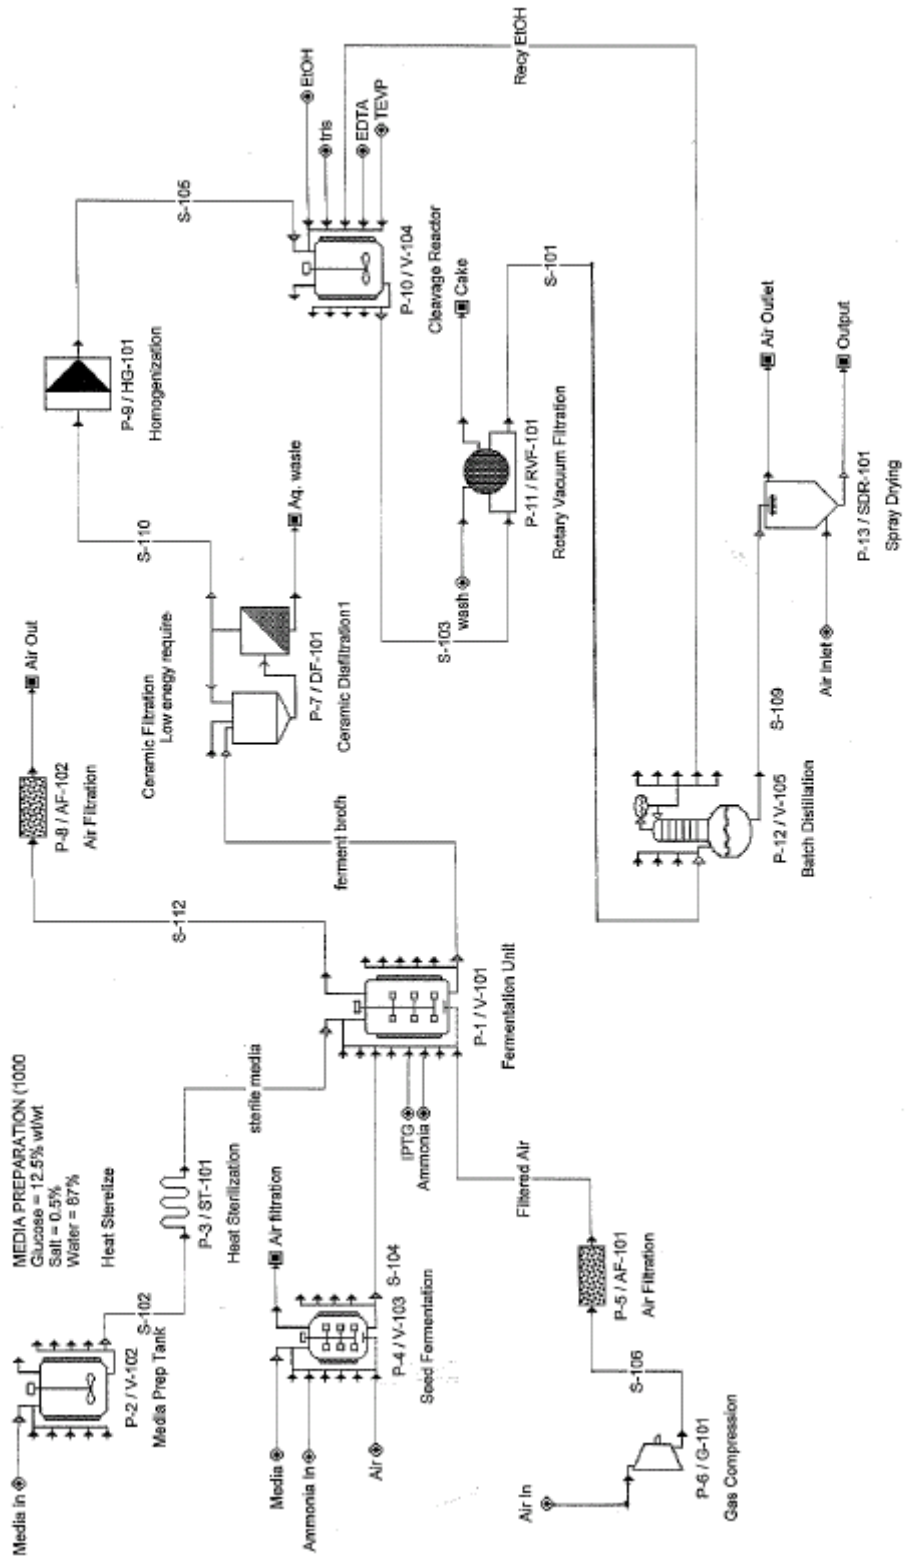 Media in
P-2 / V-102
Media Prep Tank
MEDIA PREPARATION (1000
Glucose = 12.5% wt/wt
Salt = 0.5%
Water = 87%
Heat Sterelize
S-102
P-3 / ST-101
Heat Sterilization
sterile media
Media
Ammonia In
Air
Air filtration
P-4 / V-103
Seed Fermentation
S-104
IPTG
Ammonia
Air In
P-6 / G-101
Gas Compression
S-106
P-5 / AF-101
Air Filtration
Filtered Air
P-1 / V-101
Fermentation Unit
S-112
P-8 / AF-102
Air Filtration
Air Out
ferment broth
Ceramic Filtration
Low enegy require
P-7 / DF-101
Ceramic Diafiltration1
Aq. waste
S-110
P-9 / HG-101
Homogenization
S-105
EtOH
tris
EDTA
TEVP
Recy EtOH
P-10 / V-104
Cleavage Reactor
S-103
wash
Cake
P-11 / RVF-101
Rotary Vacuum Filtration
S-101
P-12 / V-105
Batch Distillation
S-109
Air Inlet
Air Outlet
Output
P-13 / SDR-101
Spray Drying